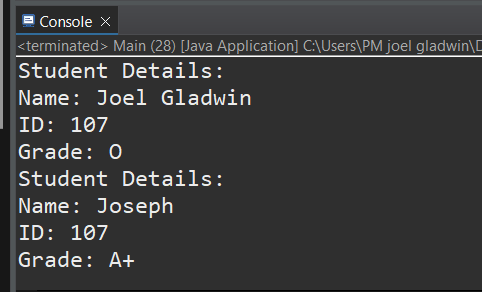 Console
<terminated> Main (28) [Java Application] C:\Users\PM joel gladwin\D
Student Details:
Name: Joel Gladwin
ID: 107
Grade: O
Student Details:
Name: Joseph
ID: 107
Grade: A+